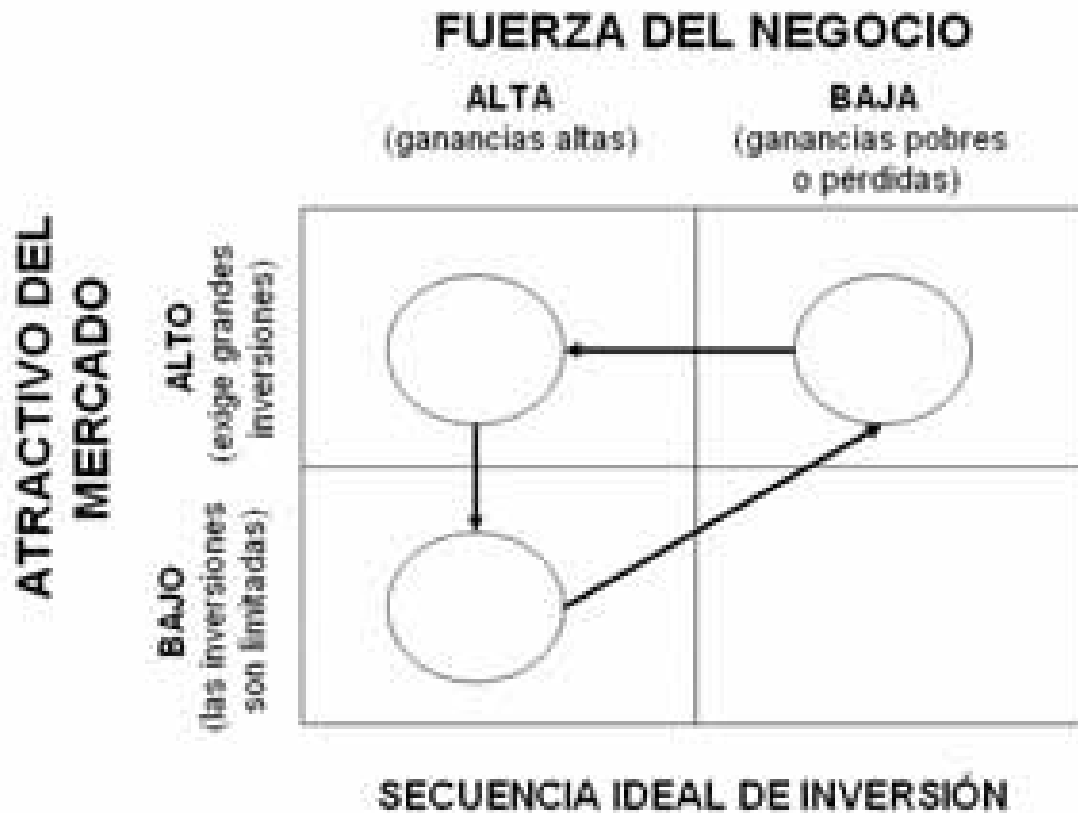 FUERZA DEL NEGOCIO
ALTA
(ganancias altas)
BAJA
(ganancias pobres
o pérdidas)
ATRACTIVO DEL
MERCADO
ALTO
(exige grandes
inversiones)
BAJO
(las inversiones
son limitadas)
SECUENCIA IDEAL DE INVERSIÓN